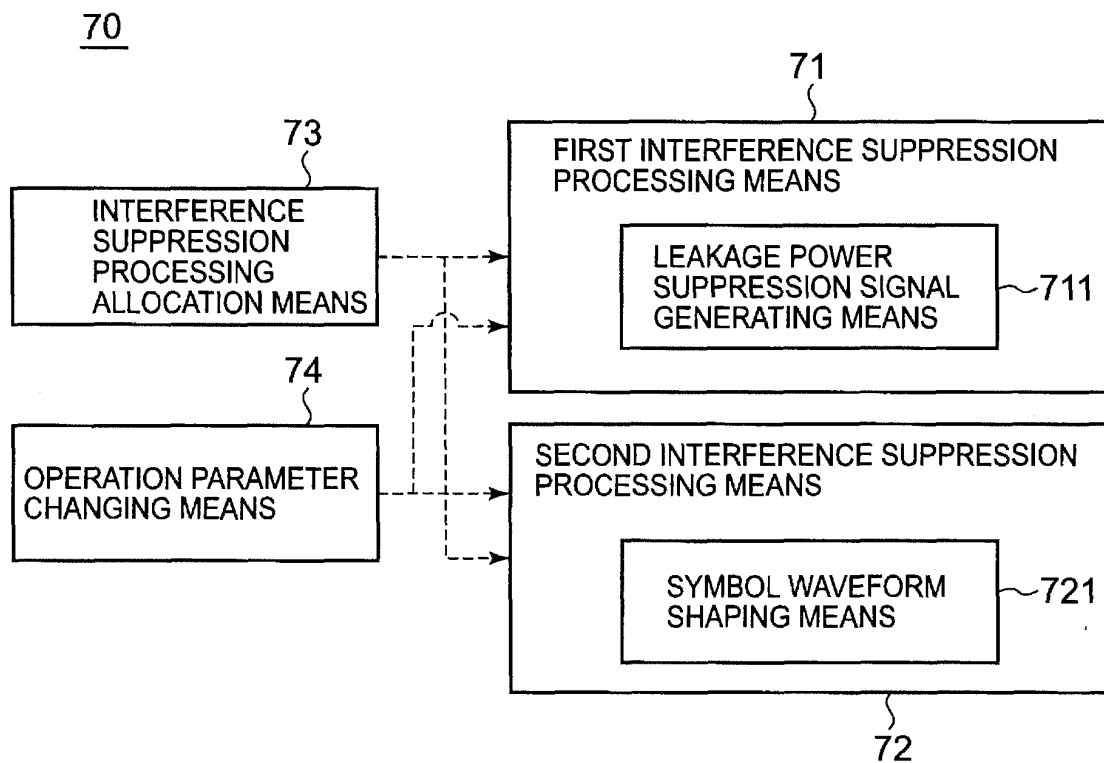 70
71
73
FIRST INTERFERENCE SUPPRESSION
PROCESSING MEANS
INTERFERENCE
SUPPRESSION
PROCESSING
ALLOCATION MEANS
LEAKAGE POWER
SUPPRESSION SIGNAL
GENERATING MEANS
711
74
OPERATION PARAMETER
CHANGING MEANS
SECOND INTERFERENCE SUPPRESSION
PROCESSING MEANS
SYMBOL WAVEFORM
SHAPING MEANS
721
72